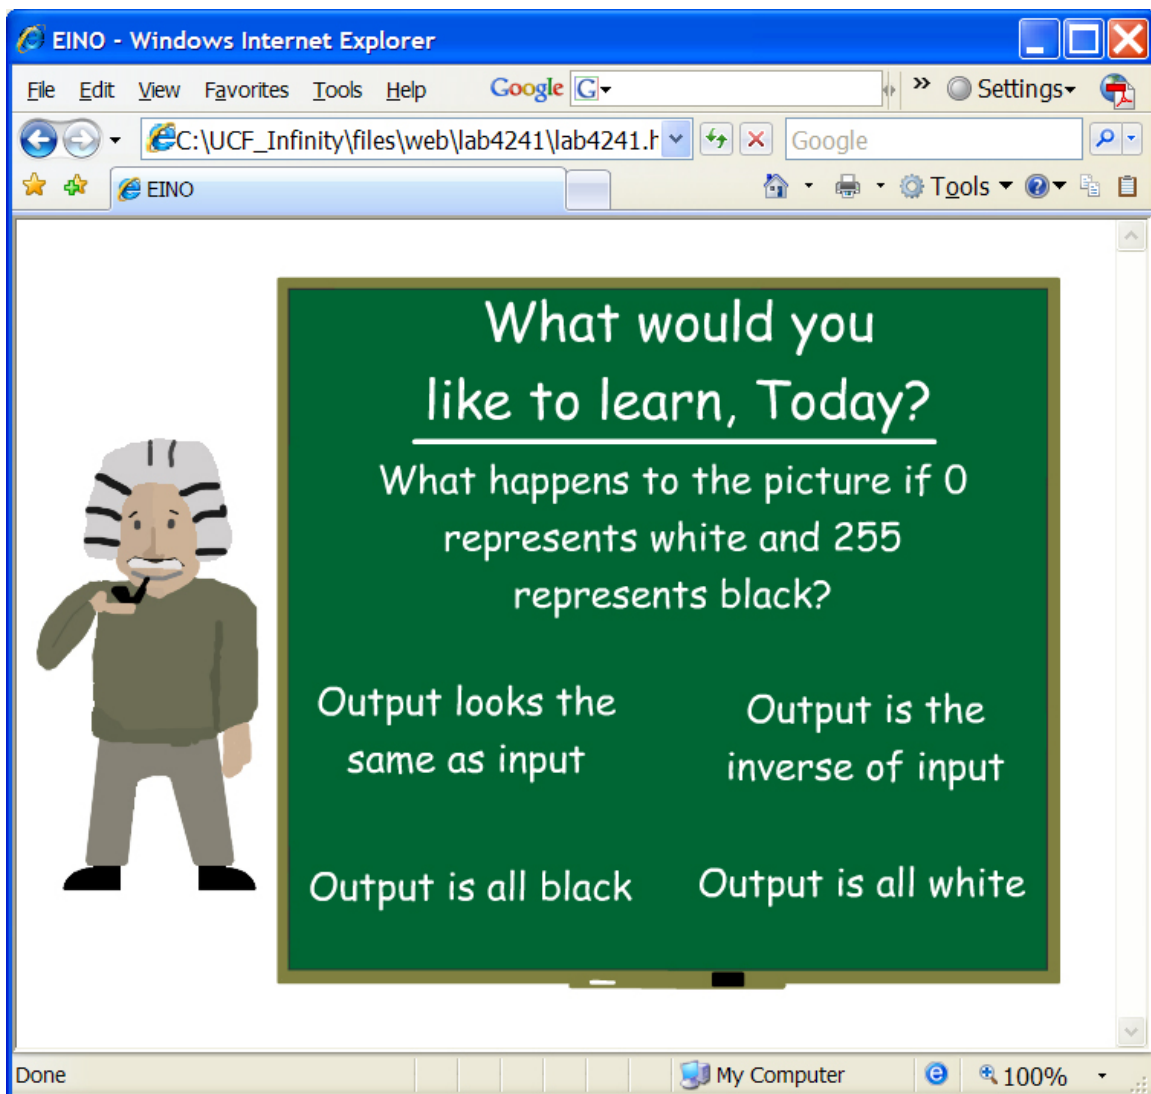 EINO - Windows Internet Explorer
File Edit View Favorites Tools Help Google G Settings
C:\UCF_Infinity\files\web\lab4241\lab4241.h Google
EINO Tools
What would you
like to learn, Today?
What happens to the picture if 0
represents white and 255
represents black?
Output looks the
same as input
Output is the
inverse of input
Output is all black
Output is all white
Done My Computer 100%